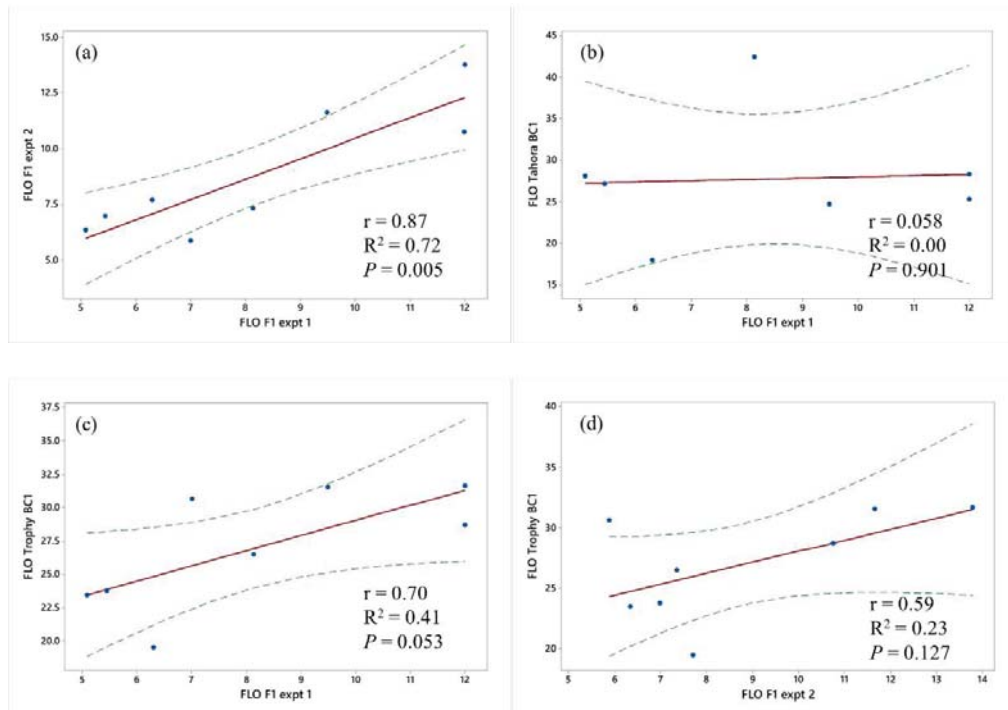 (a)
FLO F1 expt 2
15.0
12.5
10.0
7.5
5.0
r = 0.87
R² = 0.72
P = 0.005
5 6 7 8 9 10 11 12
FLO F1 expt 1
(b)
FLO Tahora BC1
45
40
35
30
25
20
15
r = 0.058
R² = 0.00
P = 0.901
5 6 7 8 9 10 11 12
FLO F1 expt 1
(c)
FLO Trophy BC1
37.5
35.0
32.5
30.0
27.5
25.0
22.5
20.0
r = 0.70
R² = 0.41
P = 0.053
5 6 7 8 9 10 11 12
FLO F1 expt 1
(d)
FLO Trophy BC1
40
35
30
25
20
r = 0.59
R² = 0.23
P = 0.127
5 6 7 8 9 10 11 12 13 14
FLO F1 expt 2